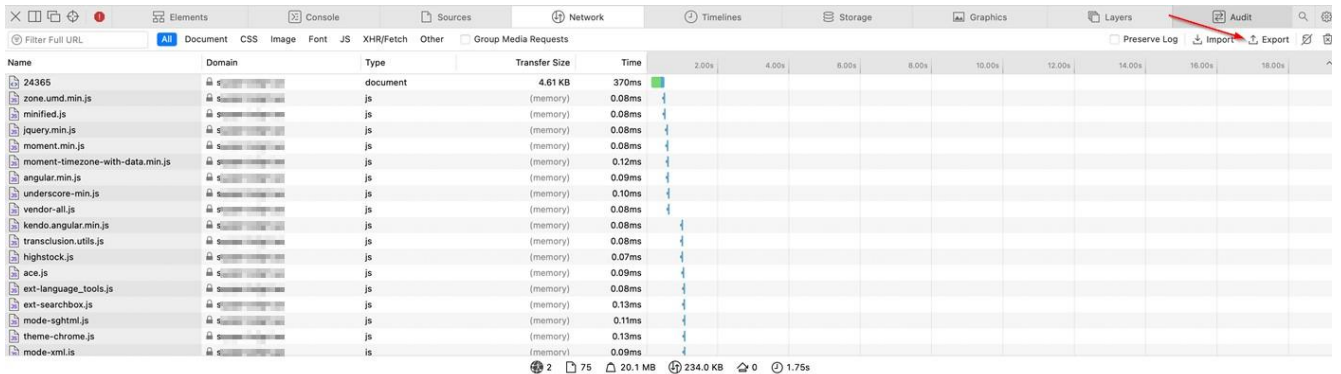 Elements Console Sources Network Timelines Storage Graphics Layers Audit
Filter Full URL All Document CSS Image Font JS XHR/Fetch Other Group Media Requests Preserve Log Import Export
Name Domain Type Transfer Size Time 2.00s 4.00s 6.00s 8.00s 10.00s 12.00s 14.00s 16.00s 18.00s
24365 s document 4.61 KB 370ms
zone.umd.min.js s js (memory) 0.08ms
minified.js s js (memory) 0.08ms
jquery.min.js s js (memory) 0.08ms
moment.min.js s js (memory) 0.08ms
moment-timezone-with-data.min.js s js (memory) 0.12ms
angular.min.js s js (memory) 0.09ms
underscore-min.js s js (memory) 0.10ms
vendor-all.js s js (memory) 0.08ms
kendo.angular.min.js s js (memory) 0.08ms
transclusion.utils.js s js (memory) 0.08ms
highstock.js s js (memory) 0.07ms
ace.js s js (memory) 0.09ms
ext-language_tools.js s js (memory) 0.08ms
ext-searchbox.js s js (memory) 0.13ms
mode-sghtml.js s js (memory) 0.11ms
theme-chrome.js s js (memory) 0.13ms
mode-xml.js s js (memory) 0.09ms
2 75 20.1 MB 234.0 KB 0 1.75s